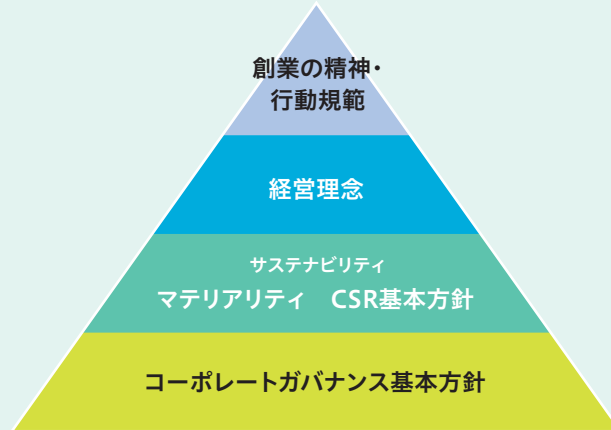 創業の精神・
行動規範
経営理念
サステナビリティ
マテリアリティ　CSR基本方針
コーポレートガバナンス基本方針